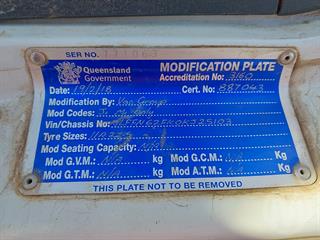 SER NO.
Queensland Government
MODIFICATION PLATE
Accreditation No: 3160
Date: 19/2/18
Cert. No: 887043
Modification By:
Mod Codes:
Vin/Chassis No:
Tyre Sizes:
Mod Seating Capacity: N/A
Mod G.V.M.: N/A kg Mod G.C.M.: N/A Kg
Mod G.T.M.: N/A kg Mod A.T.M.: N/A Kg
THIS PLATE NOT TO BE REMOVED